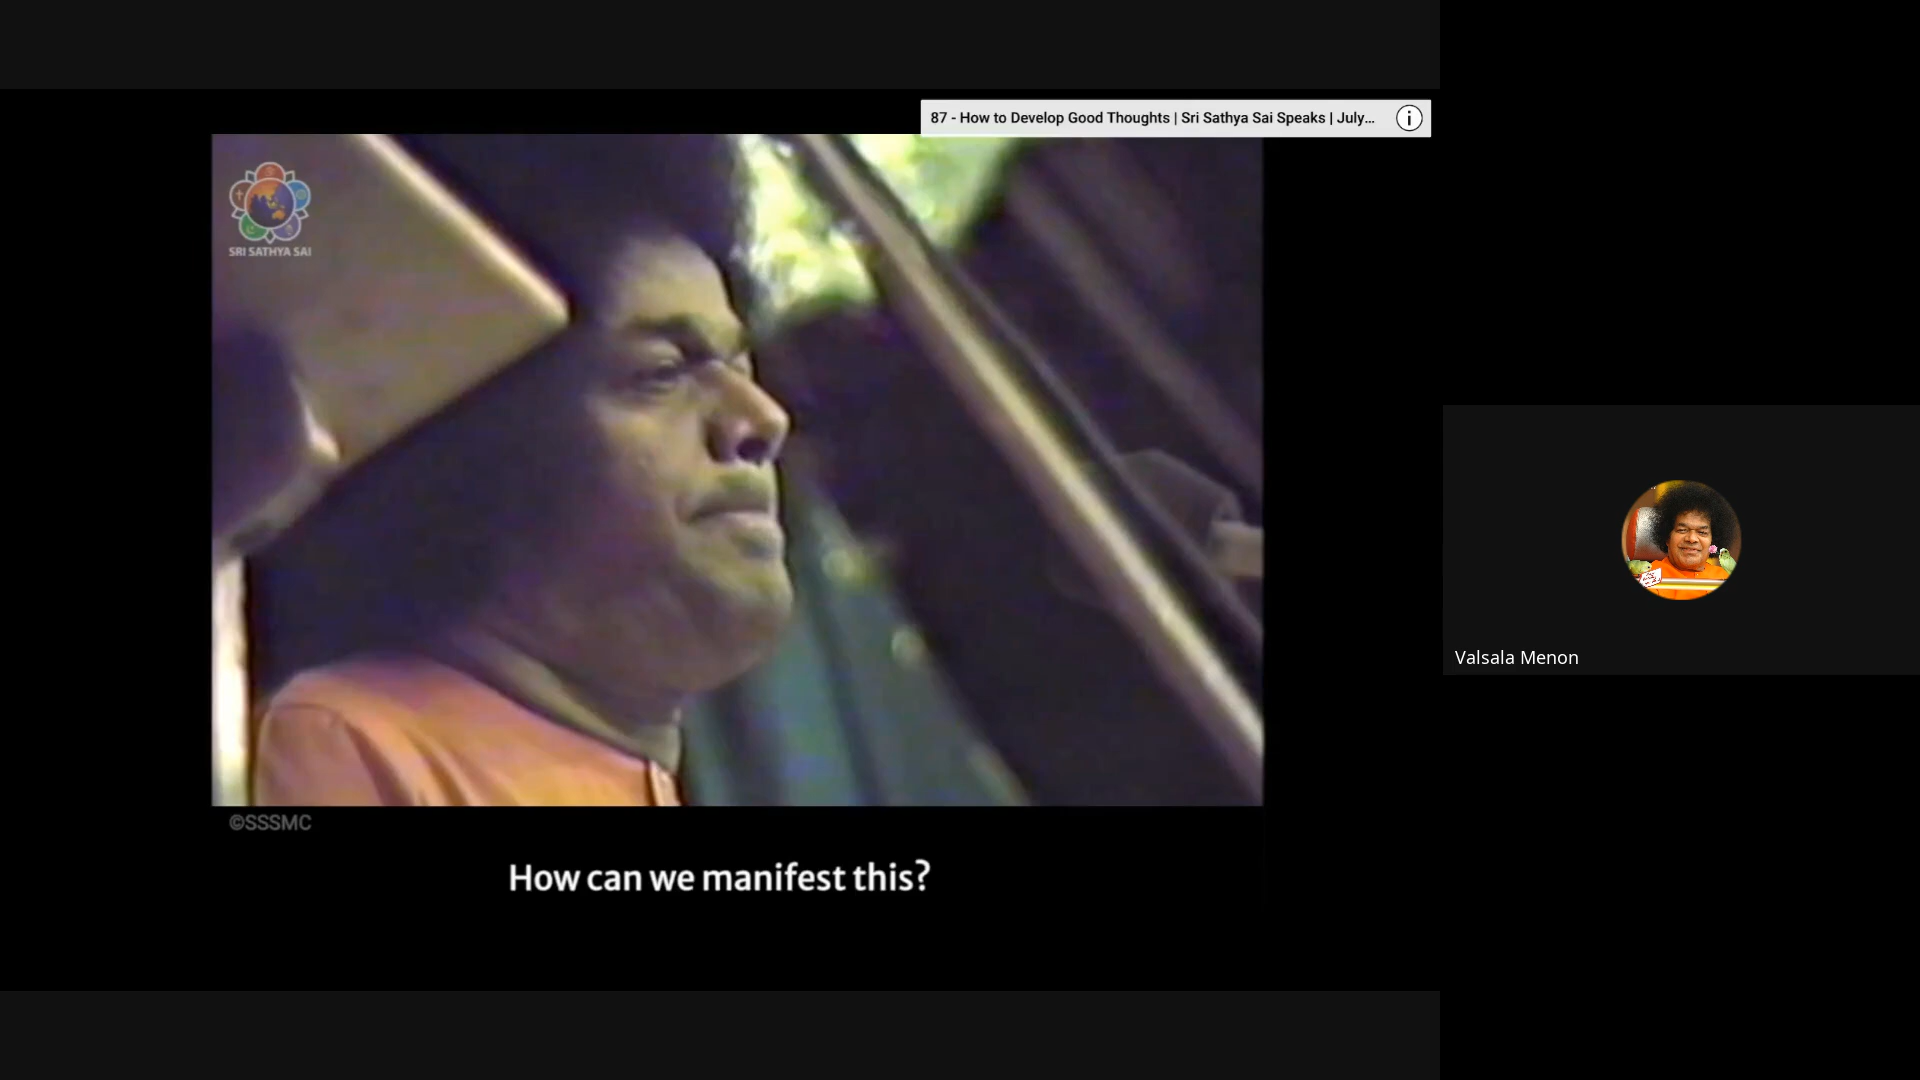 87 - How to Develop Good Thoughts | Sri Sathya Sai Speaks | July...
SRI SATHYA SAI
©SSSMC
How can we manifest this?
Valsala Menon